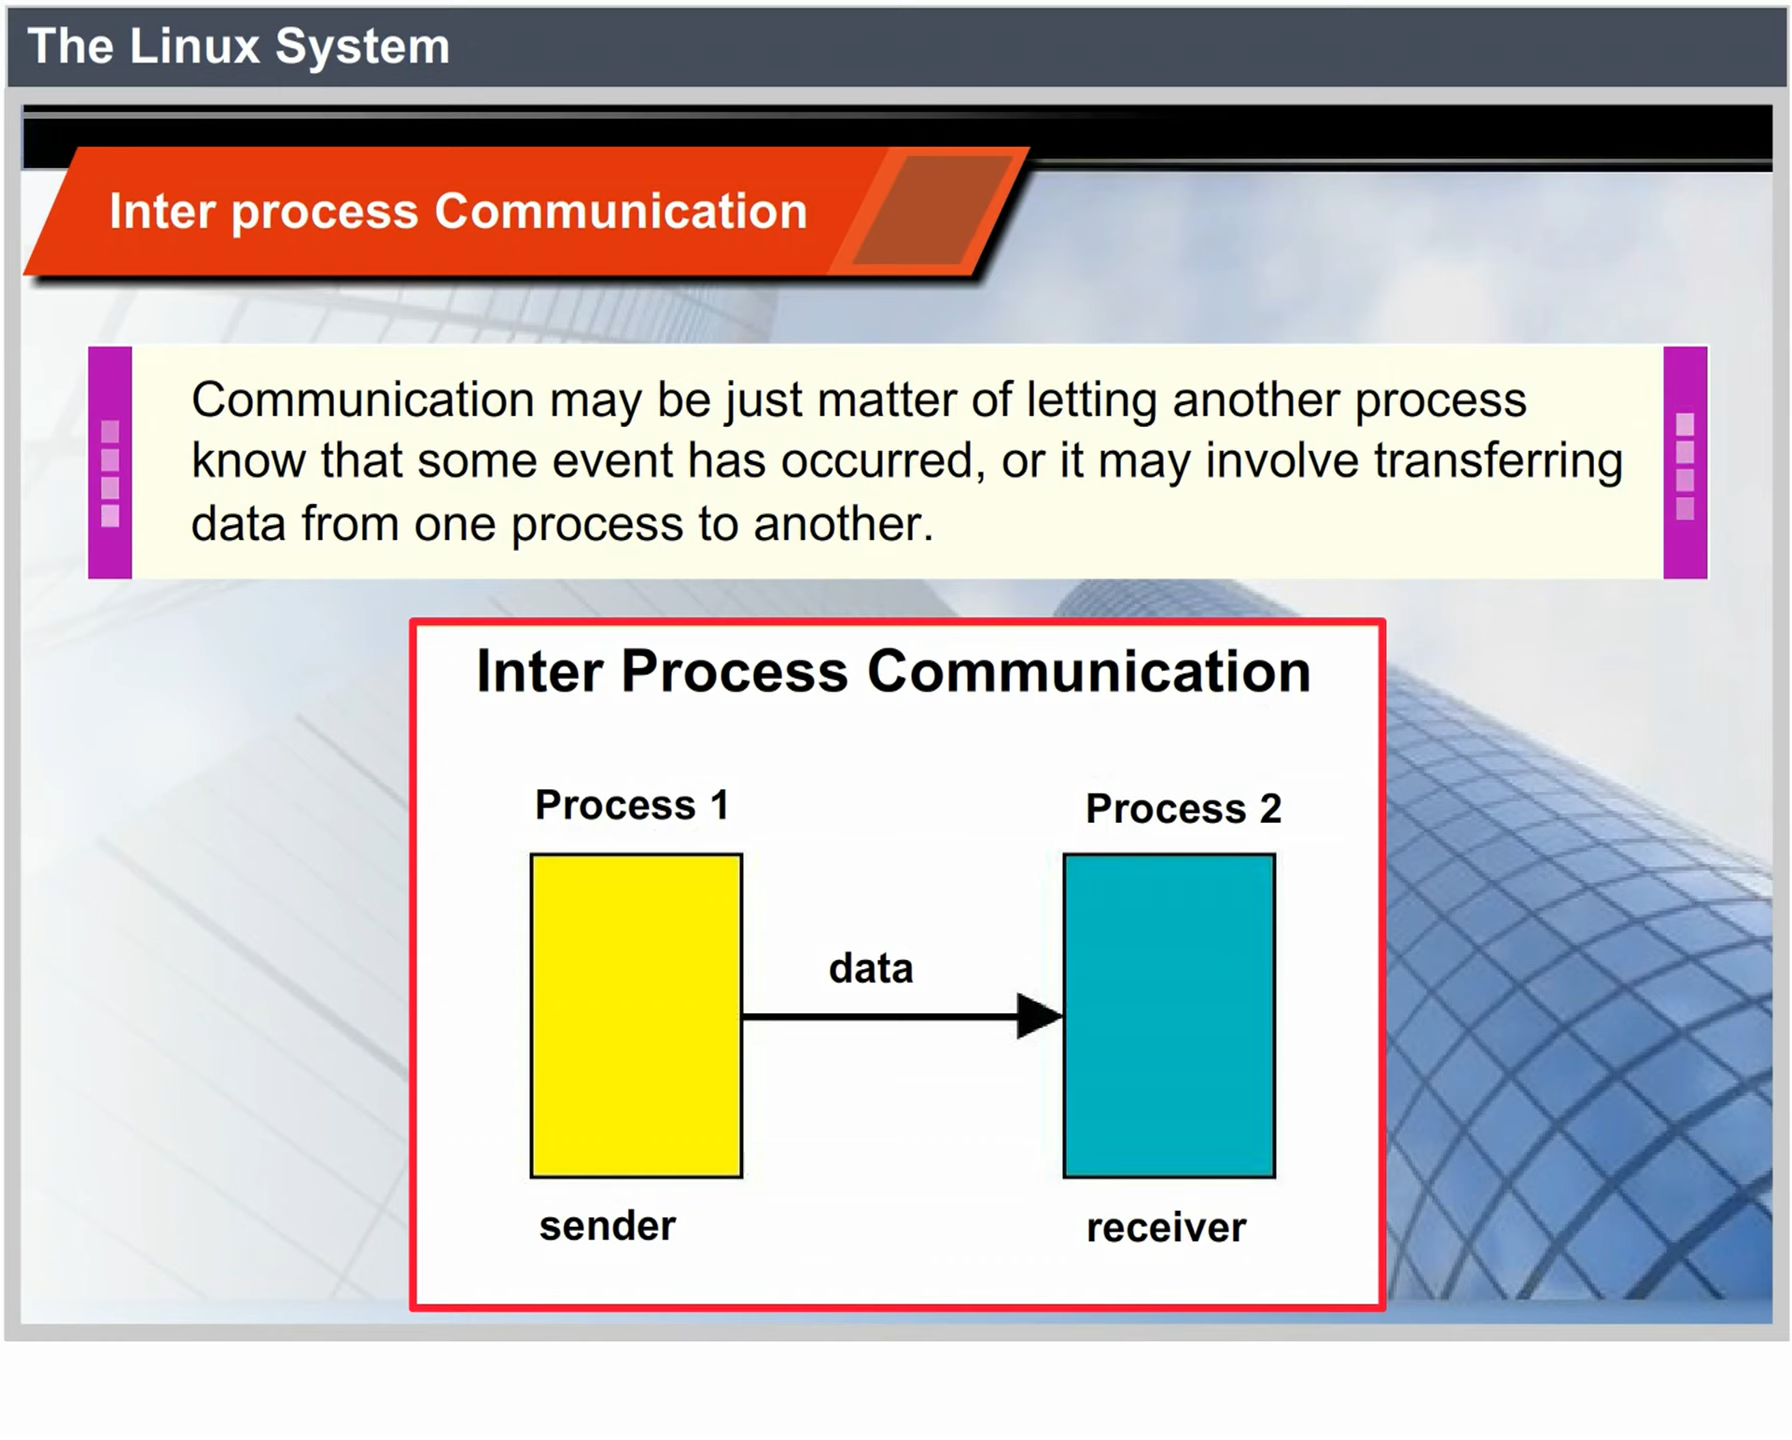 The Linux System
Inter process Communication
Communication may be just matter of letting another process
know that some event has occurred, or it may involve transferring
data from one process to another.
Inter Process Communication
Process 1
Process 2
data
sender
receiver